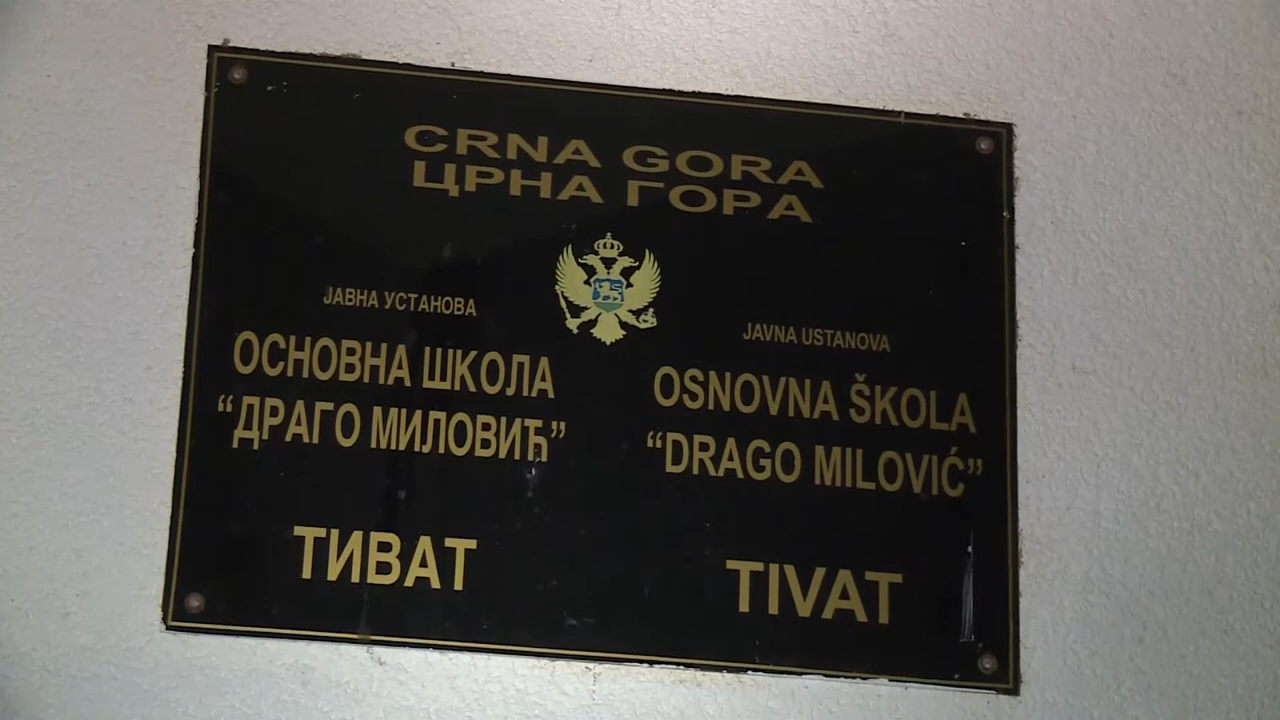 CRNA GORA
ЦРНА ГОРА
ЈАВНА УСТАНОВА
ОСНОВНА ШКОЛА
“ДРАГО МИЛОВИЋ”
ТИВАТ
JAVNA USTANOVA
OSNOVNA ŠKOLA
“DRAGO MILOVIĆ”
TIVAT